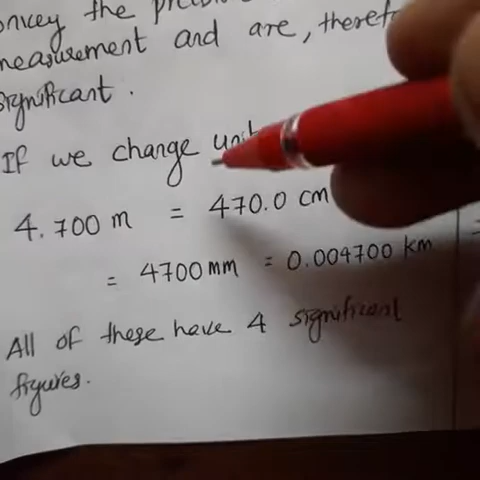 the
measurement and are,
significant.
If we change
4.700 m = 470.0 cm
= 4700 mm = 0.004700 km
All of these have 4 significant
figures.